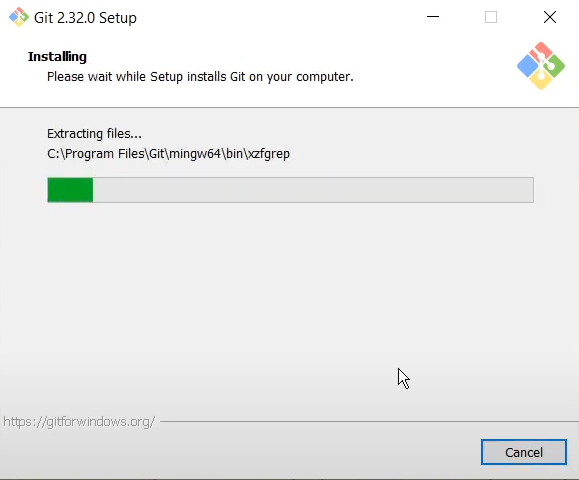 Git 2.32.0 Setup
Installing
Please wait while Setup installs Git on your computer.
Extracting files...
C:\Program Files\Git\mingw64\bin\xzfgrep
https://gitforwindows.org/
Cancel